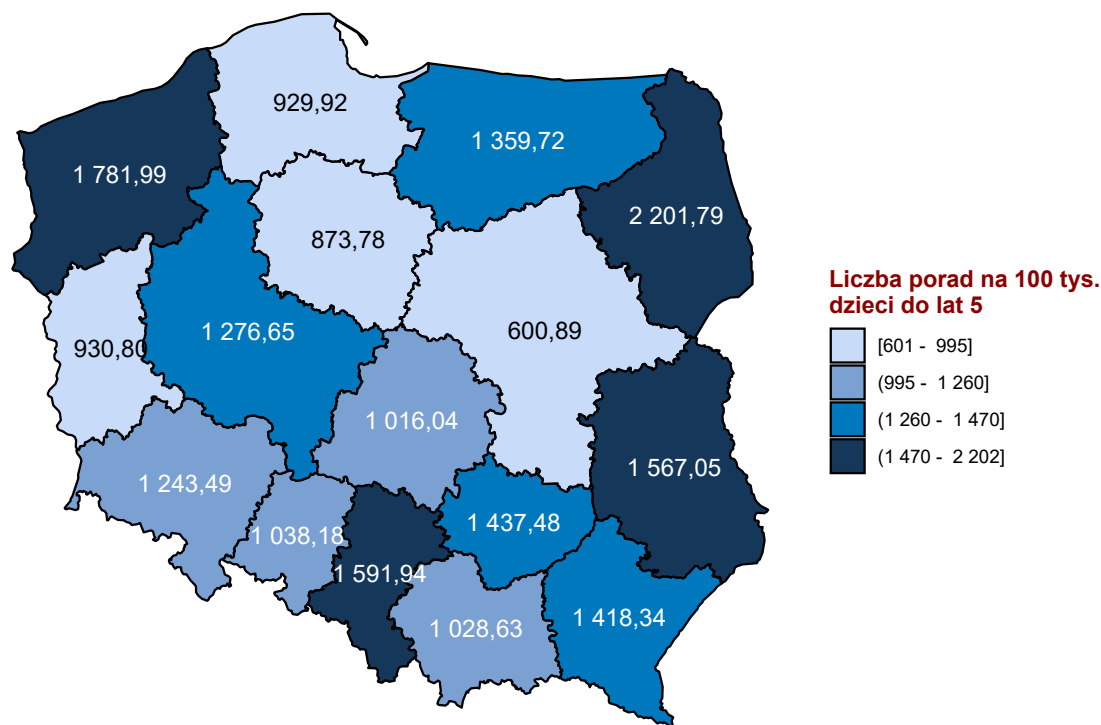 929,92
1 359,72
1 781,99
2 201,79
873,78
1 276,65
600,89
930,80
1 016,04
1 567,05
1 243,49
1 437,48
1 038,18
1 591,94
1 418,34
1 028,63
Liczba porad na 100 tys.
dzieci do lat 5
[601 - 995]
(995 - 1 260]
(1 260 - 1 470]
(1 470 - 2 202]